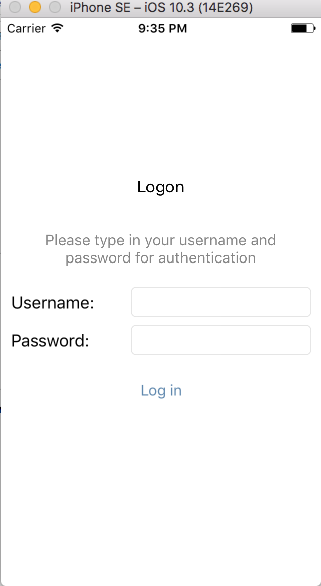 iPhone SE – iOS 10.3 (14E269)
Carrier 9:35 PM
Logon
Please type in your username and
password for authentication
Username:
Password:
Log in